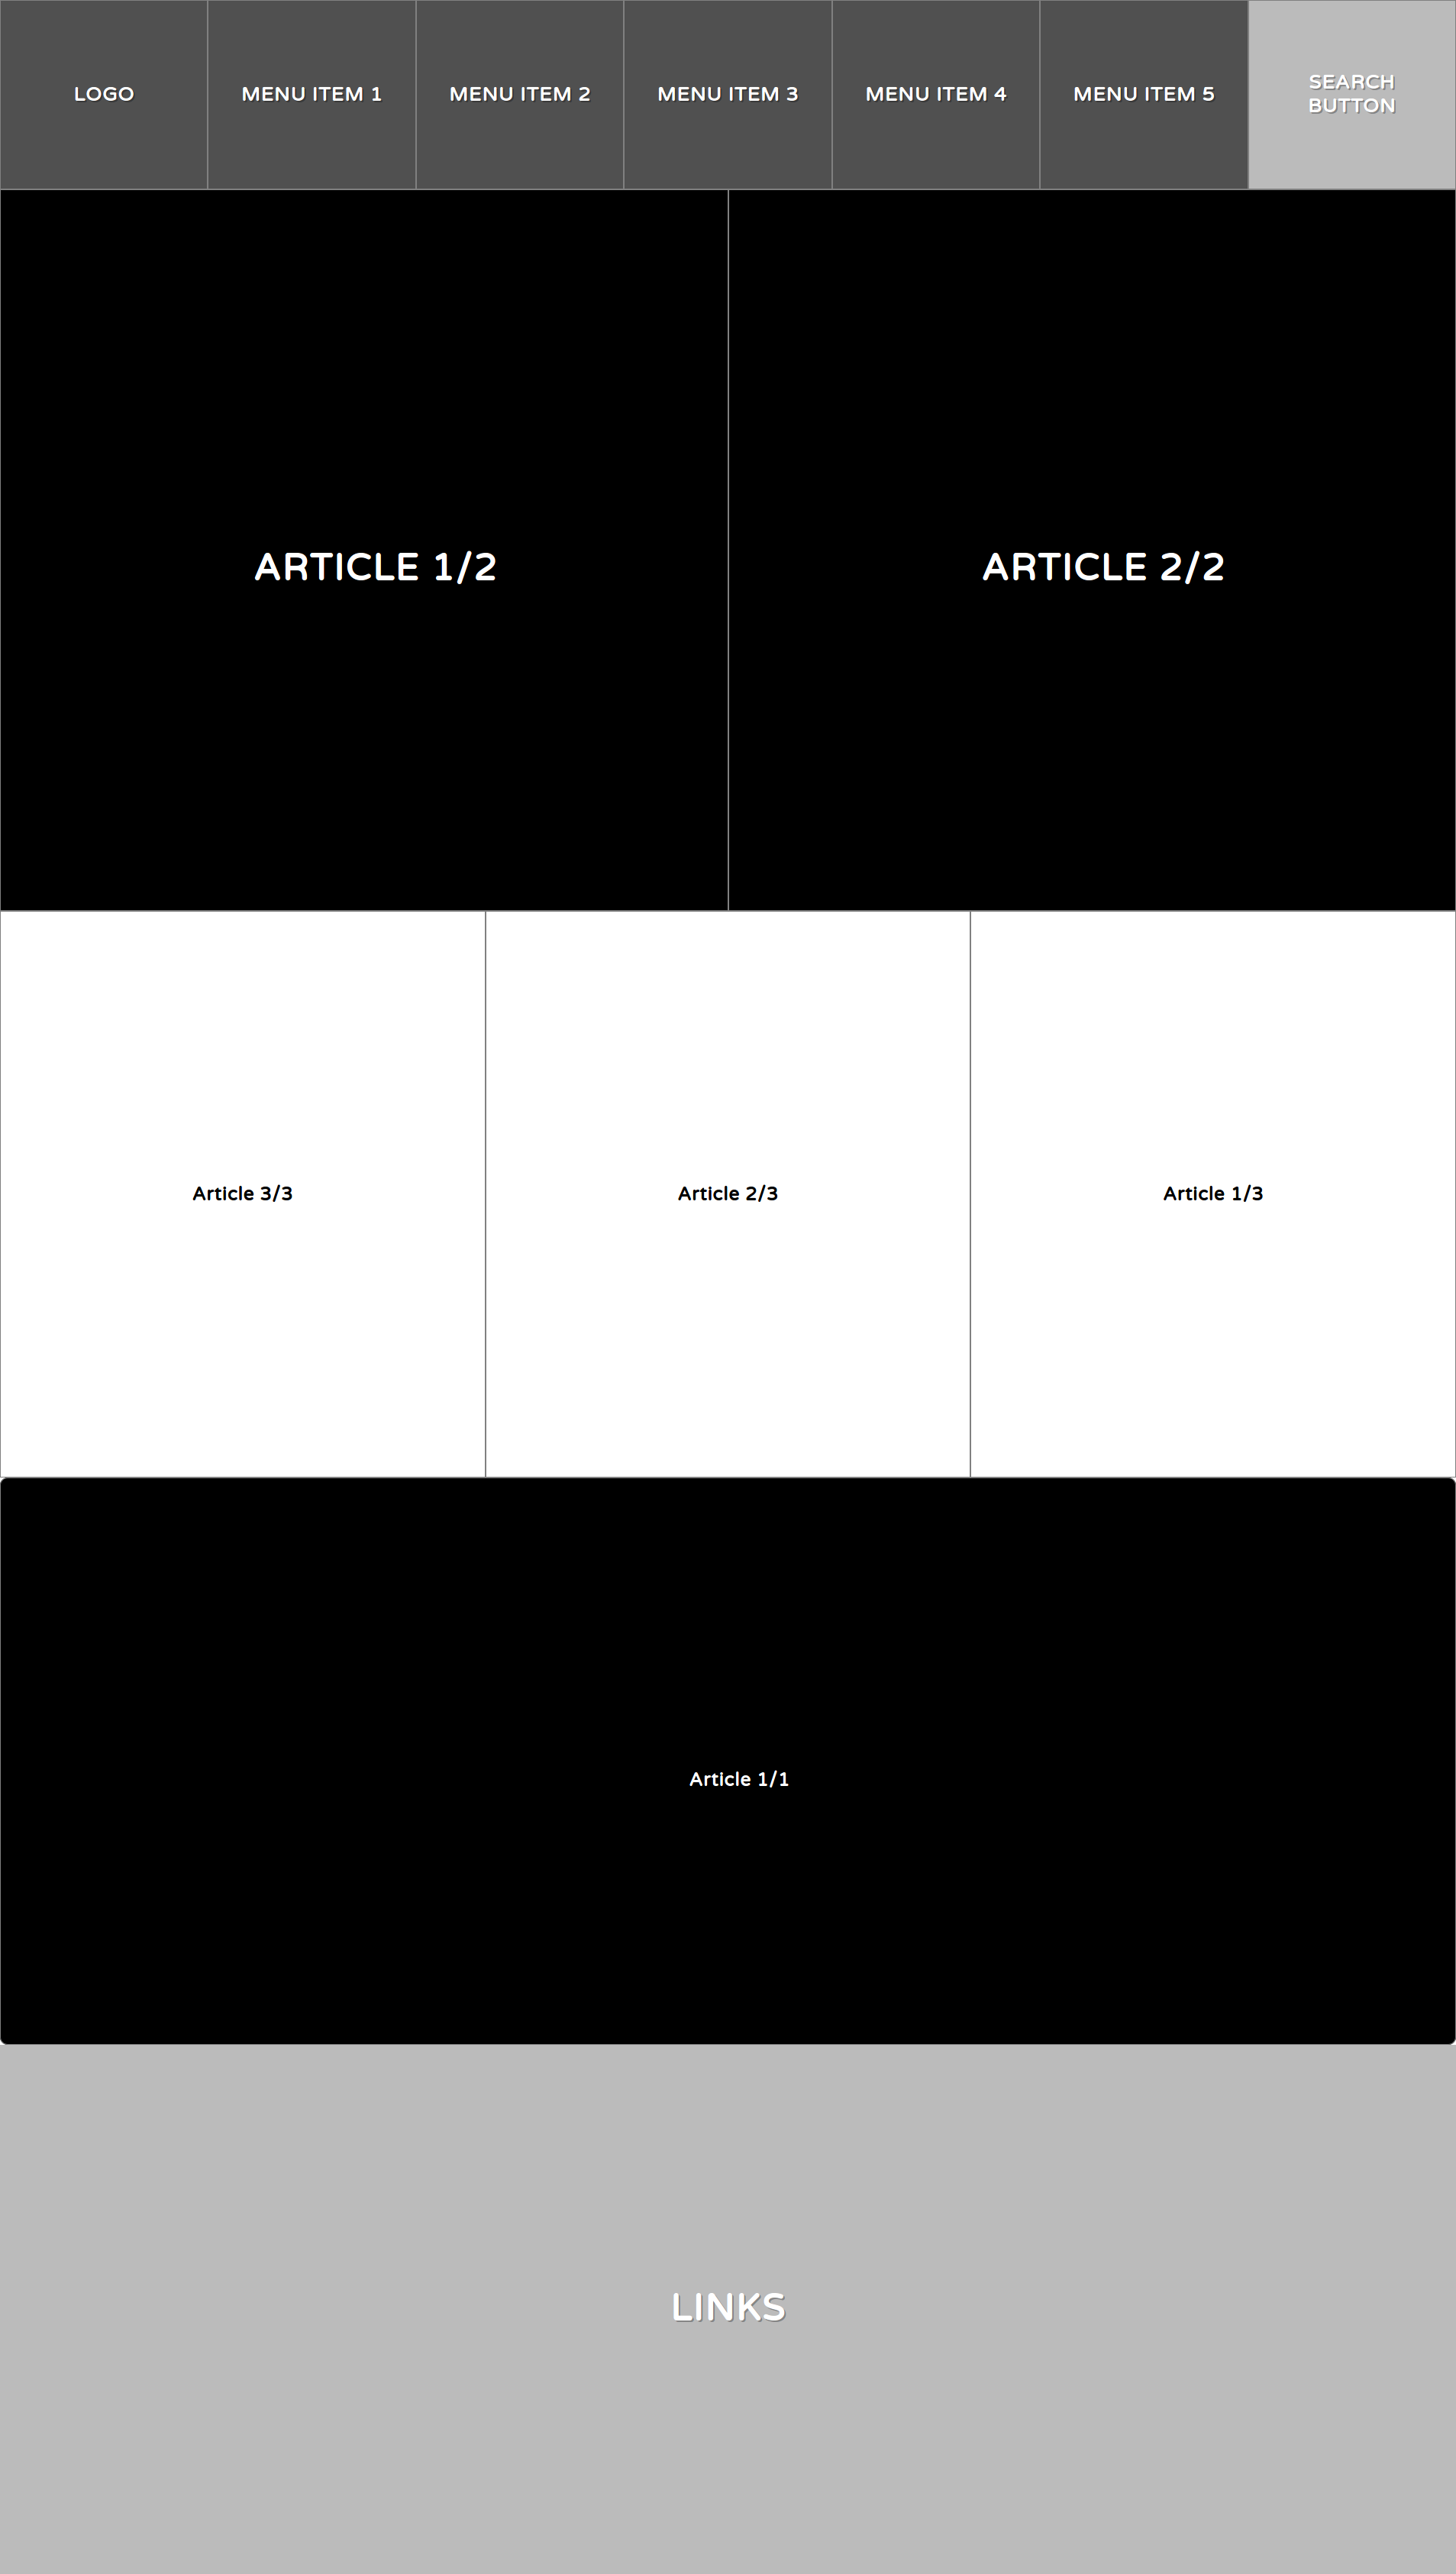 LOGO
MENU ITEM 1
MENU ITEM 2
MENU ITEM 3
MENU ITEM 4
MENU ITEM 5
SEARCH
BUTTON
ARTICLE 1/2
ARTICLE 2/2
Article 3/3
Article 2/3
Article 1/3
Article 1/1
LINKS